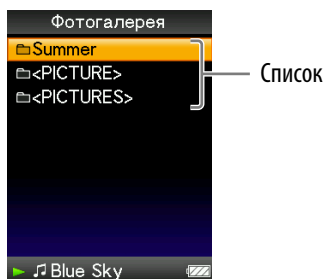 Фотогалерея
Summer
<PICTURE>
<PICTURES>
Список
Blue Sky